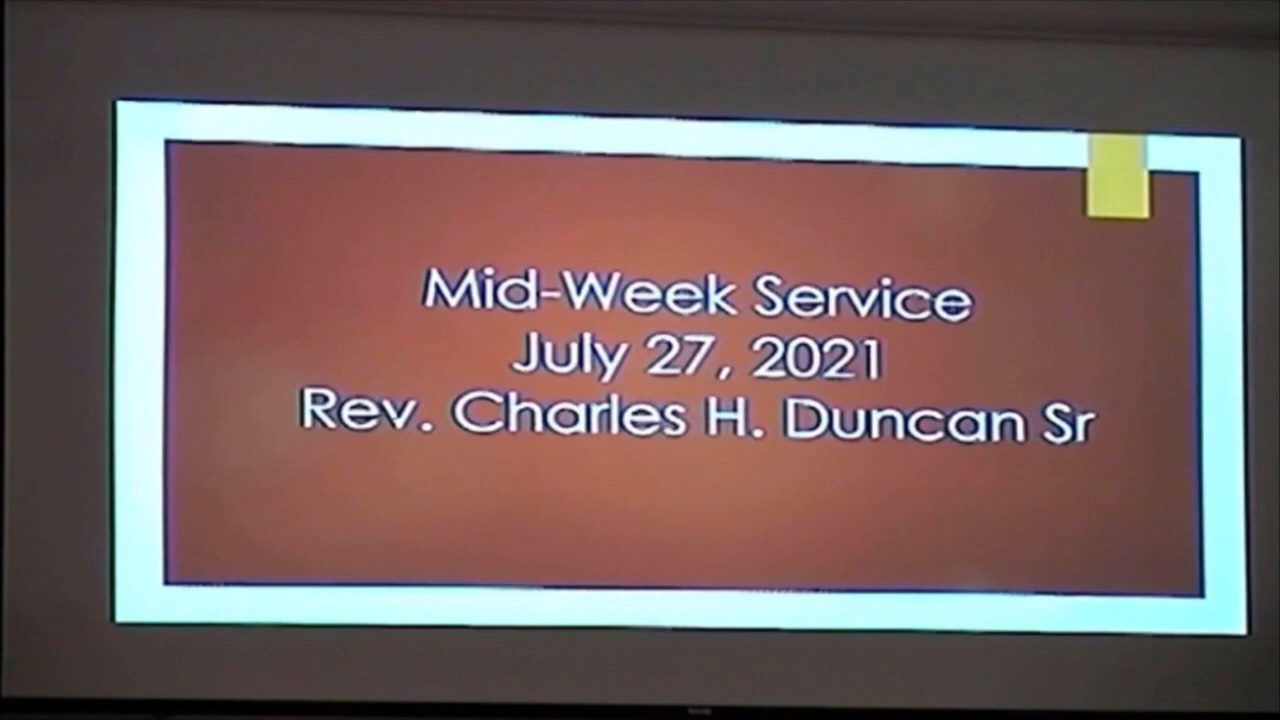 Mid-Week Service
July 27, 2021
Rev. Charles H. Duncan Sr